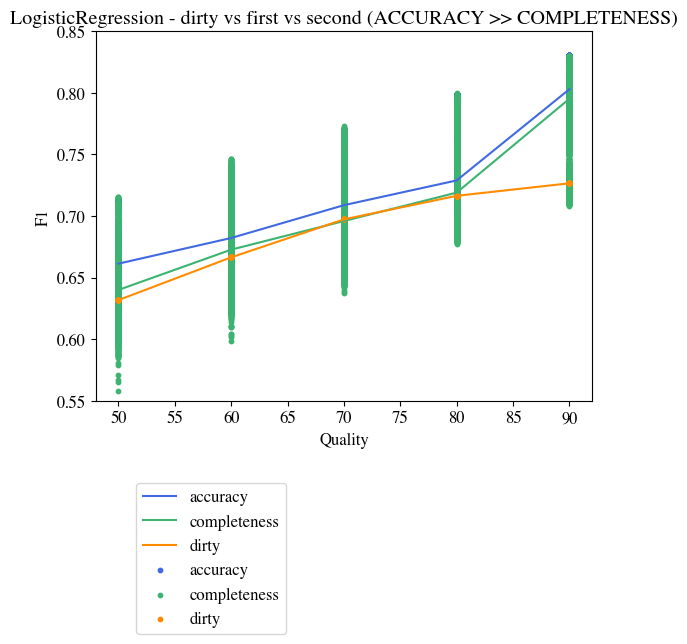 LogisticRegression - dirty vs first vs second (ACCURACY >> COMPLETENESS)
0.85
0.80
0.75
0.70
0.65
0.60
0.55
F1
50 55 60 65 70 75 80 85 90
Quality
accuracy
completeness
dirty
accuracy
completeness
dirty